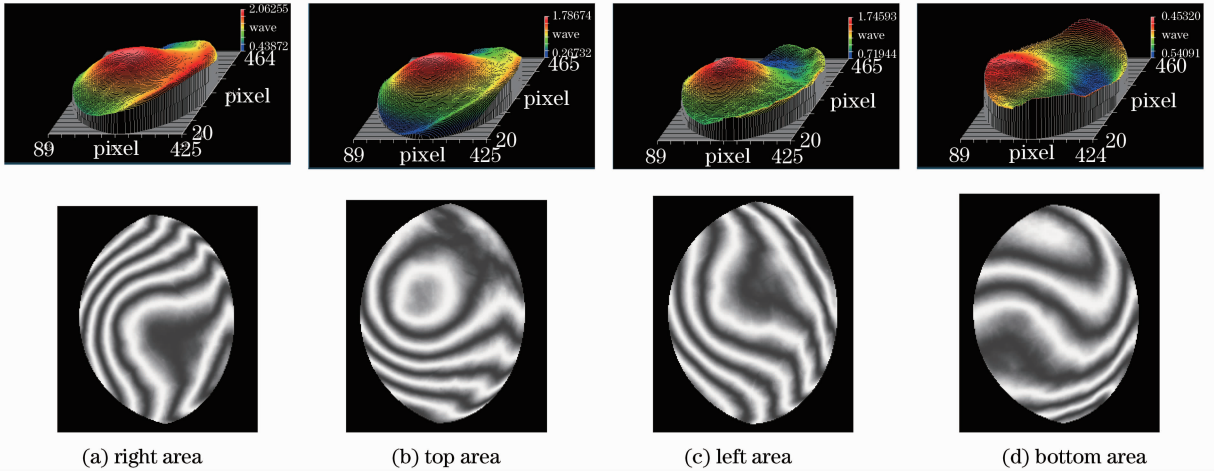 2.06255
wave
0.43872
464
pixel
20
89
pixel
425
1.78674
wave
0.26732
465
pixel
20
89
pixel
425
1.74593
wave
0.71944
465
pixel
20
89
pixel
425
0.45320
wave
0.54091
460
pixel
20
89
pixel
424
(a) right area
(b) top area
(c) left area
(d) bottom area